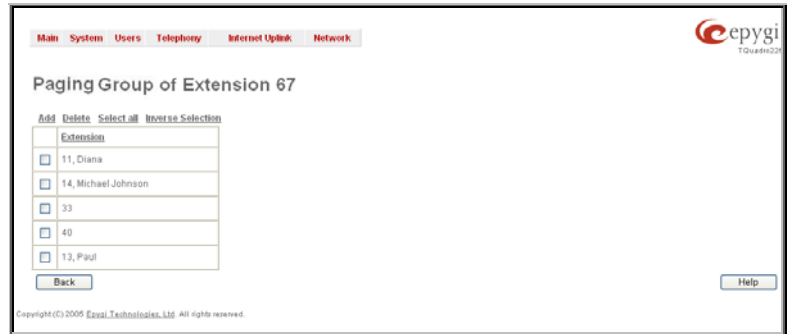 Main System Users Telephony Internet Uplink Network
epygi
Paging Group of Extension 67
Add Delete Select all Inverse Selection
Extension
11, Diana
14, Michael Johnson
33
40
13, Paul
Back
Help
Copyright (C) 2005 Epygi Technologies, Ltd. All rights reserved.